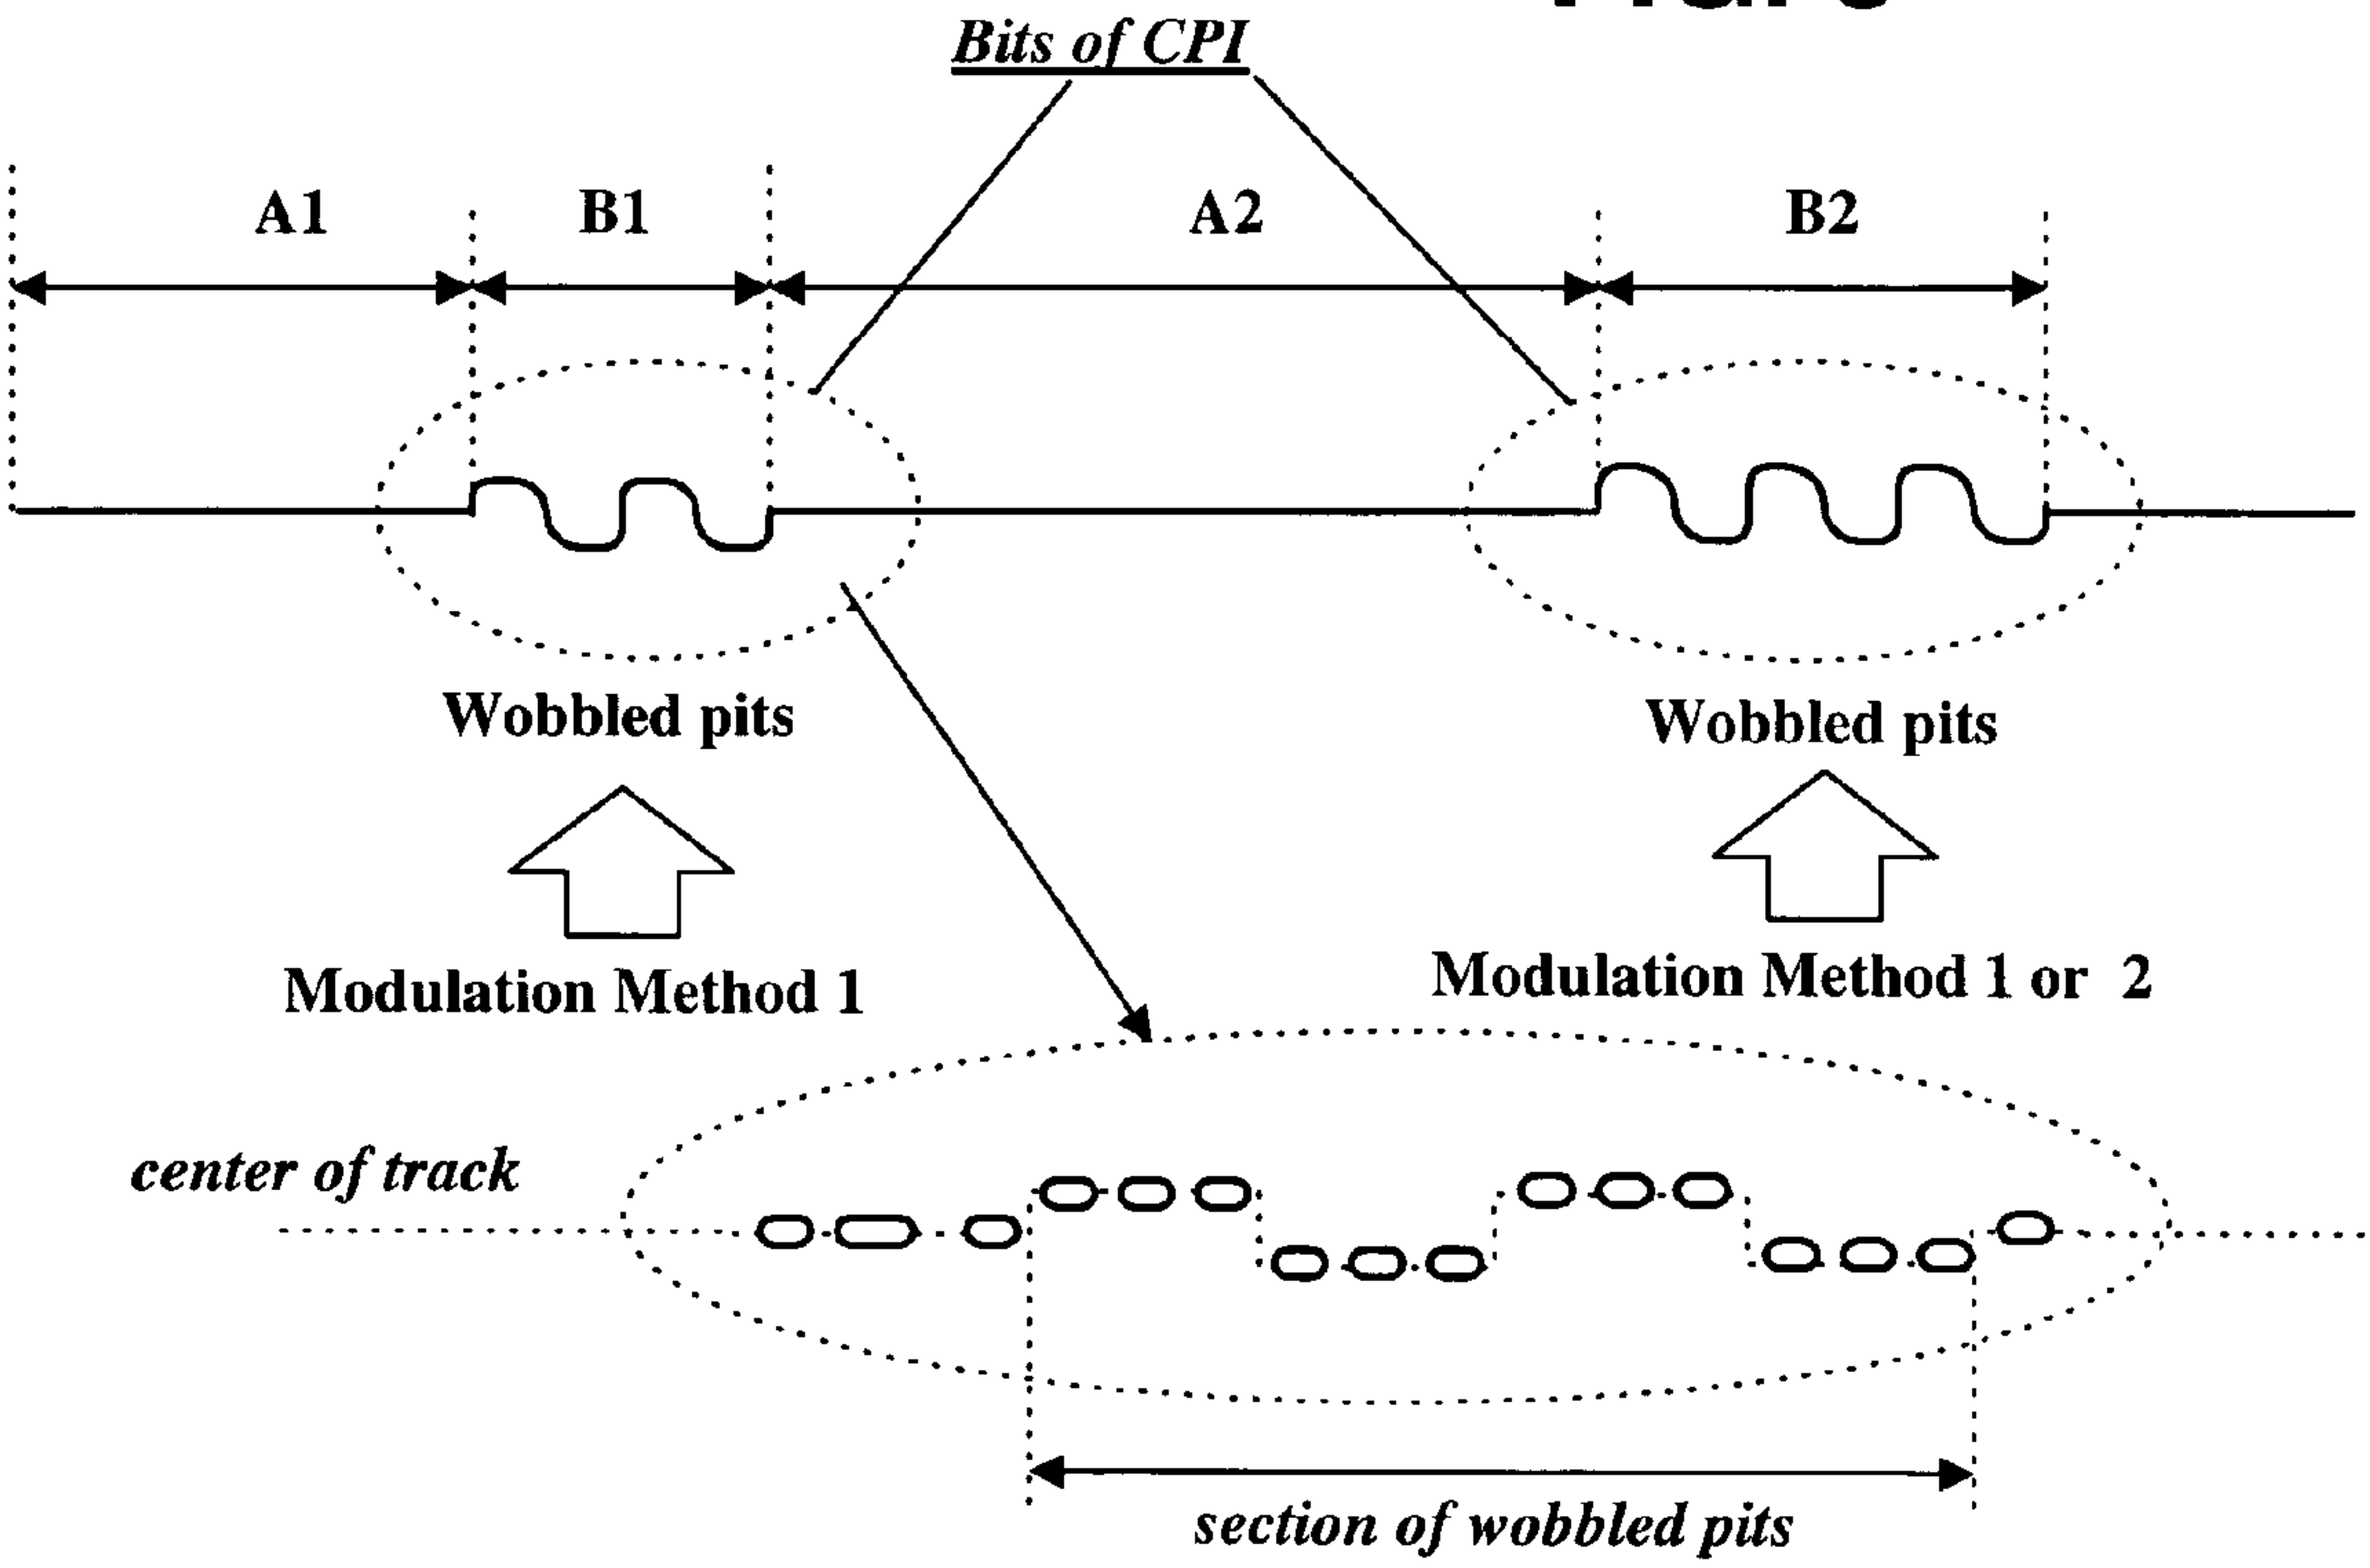 Bits of CPI
A1 B1 A2 B2
Wobbled pits Wobbled pits
Modulation Method 1 Modulation Method 1 or 2
center of track
section of wobbled pits